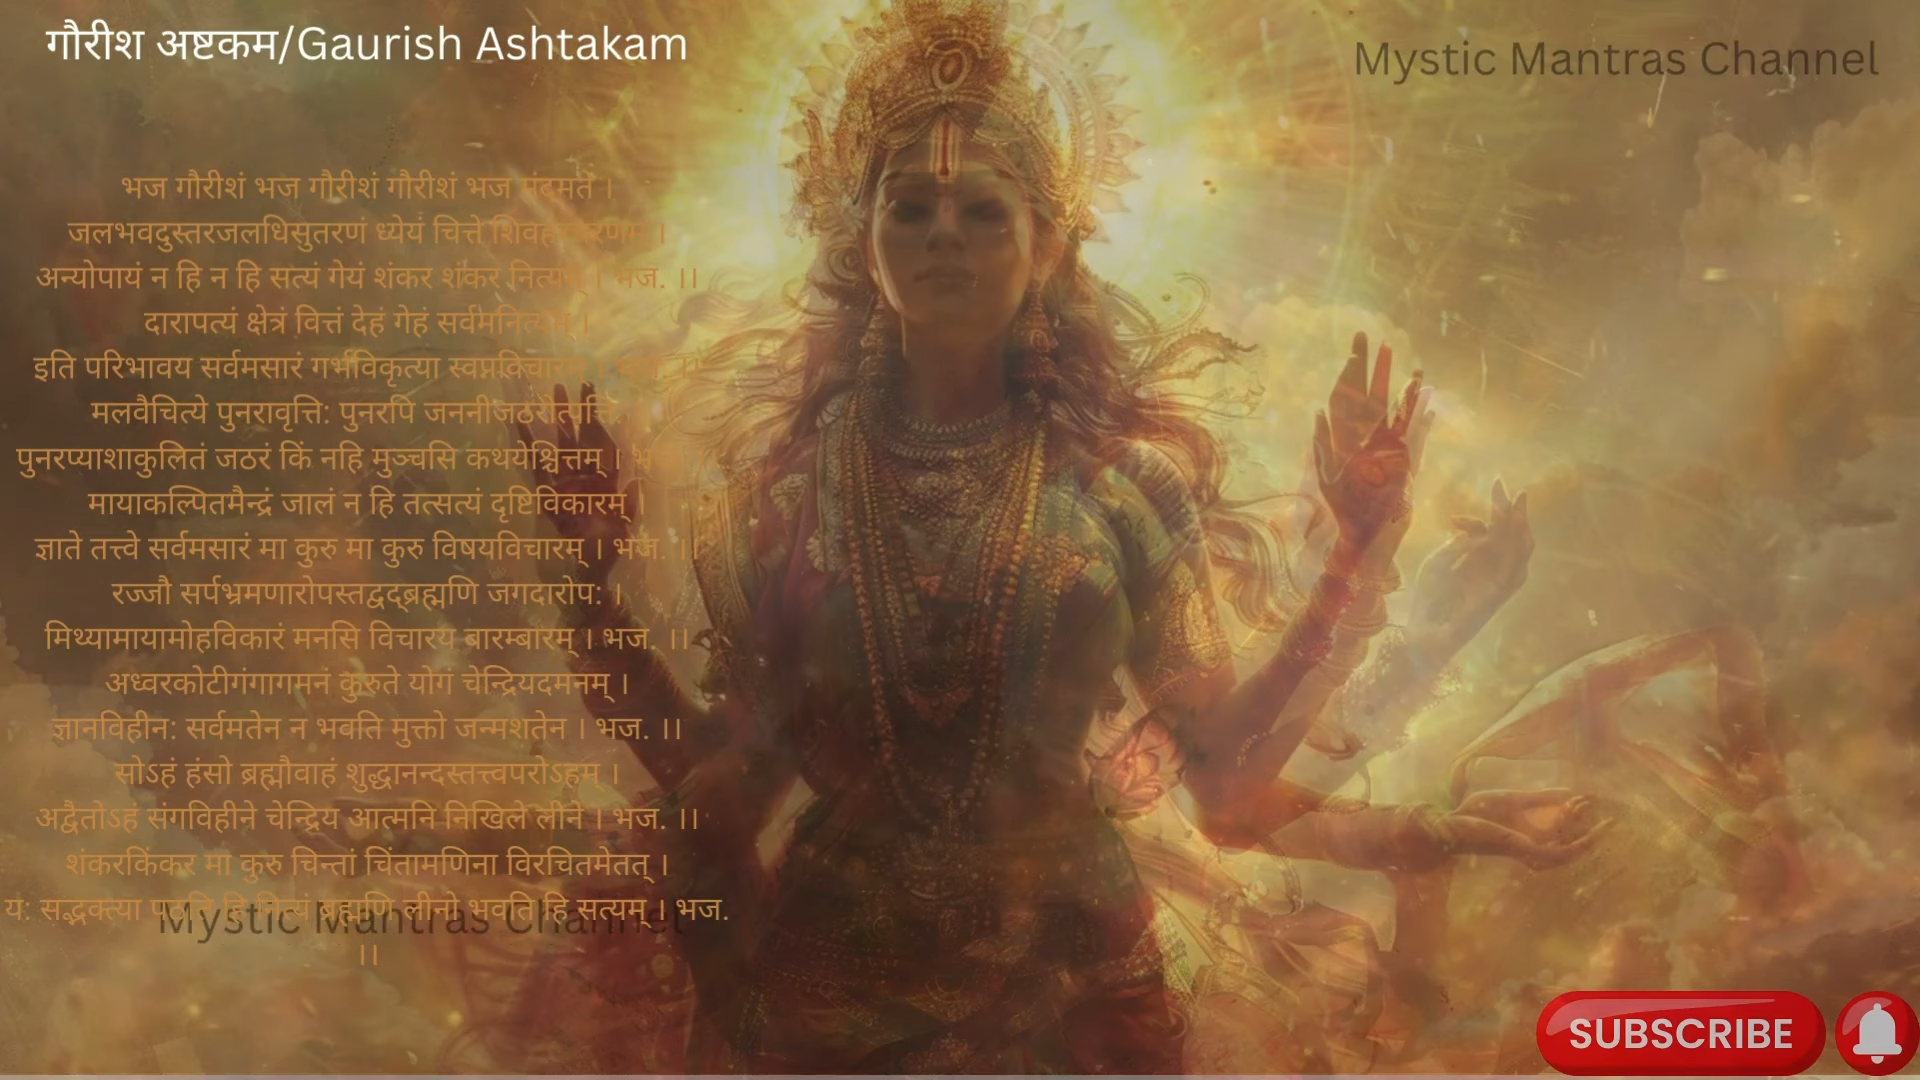 गौरीश अष्टकम/Gaurish Ashtakam
Mystic Mantras Channel
भज गौरीशं भज गौरीशं गौरीशं भज मंदमते ।
जलभवदुस्तरजलधिसुतरणं ध्येयं चित्ते ।
अन्योपायं न हि न हि सत्यं गेयं शंकर शंकर नित्यम् । भज. ।।
दारापत्यं क्षेत्रं वित्तं देहं गेहं सर्वमनित्यम् ।
इति परिभावय सर्वमसारं गर्भविकृत्या स्वप्नविचारम् । भज. ।।
मलवैचित्ये पुनरावृत्ति: पुनरपि जननीजठरोत्पत्ति:
पुनरप्याशाकुलितं जठरं किं नहि मुञ्चसि कथयेश्चित्तम् ।
मायाकल्पितमैन्द्रं जालं न हि तत्सत्यं दृष्टिविकारम् ।
ज्ञाते तत्त्वे सर्वमसारं मा कुरु मा कुरु विषयविचारम् । भज. ।।
रज्जौ सर्पभ्रमणारोपस्तद्वद्ब्रह्मणि जगदारोप: ।
मिथ्यामायामोहविकारं मनसि विचारय बारम्बारम् । भज. ।।
अध्वरकोटीगंगागमनं कुरुते योगं चेन्द्रियदमनम् ।
ज्ञानविहीन: सर्वमतेन न भवति मुक्तो जन्मशतेन । भज. ।।
सोऽहं हंसो ब्रह्मौवाहं शुद्धानन्दस्तत्त्वपरोऽहम् ।
अद्वैतोऽहं संगविहीने चेन्द्रिय आत्मनि निखिले लीने । भज. ।।
शंकरकिंकर मा कुरु चिन्तां चिंतामणिना विरचितमेतत् ।
य: सद्भक्त्या पठति हि नित्यं ब्रह्मणि लीनो भवति हि सत्यम् । भज.
।।
Mystic Mantras Channel
SUBSCRIBE